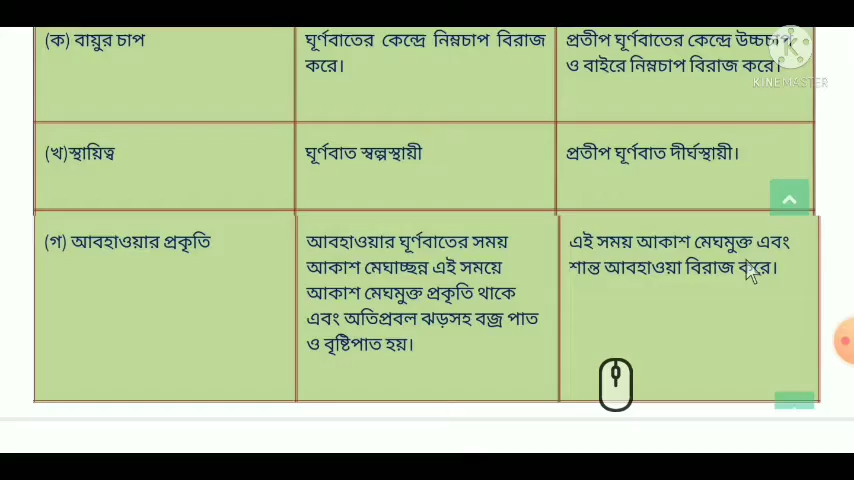 (ক) বায়ুর চাপ
ঘূর্ণবাতের কেন্দ্রে নিম্নচাপ বিরাজ
করে।
প্রতীপ ঘূর্ণবাতের কেন্দ্রে উচ্চচাপ
ও বাইরে নিম্নচাপ বিরাজ করে।
K
KINEMASTER
(খ)স্থায়িত্ব
ঘূর্ণবাত স্বল্পস্থায়ী
প্রতীপ ঘূর্ণবাত দীর্ঘস্থায়ী।
(গ) আবহাওয়ার প্রকৃতি
আবহাওয়ার ঘূর্ণবাতের সময়
আকাশ মেঘাচ্ছন্ন এই সময়ে
আকাশ মেঘমুক্ত প্রকৃতি থাকে
এবং অতিপ্রবল ঝড়সহ বজ্র পাত
ও বৃষ্টিপাত হয়।
এই সময় আকাশ মেঘমুক্ত এবং
শান্ত আবহাওয়া বিরাজ করে।